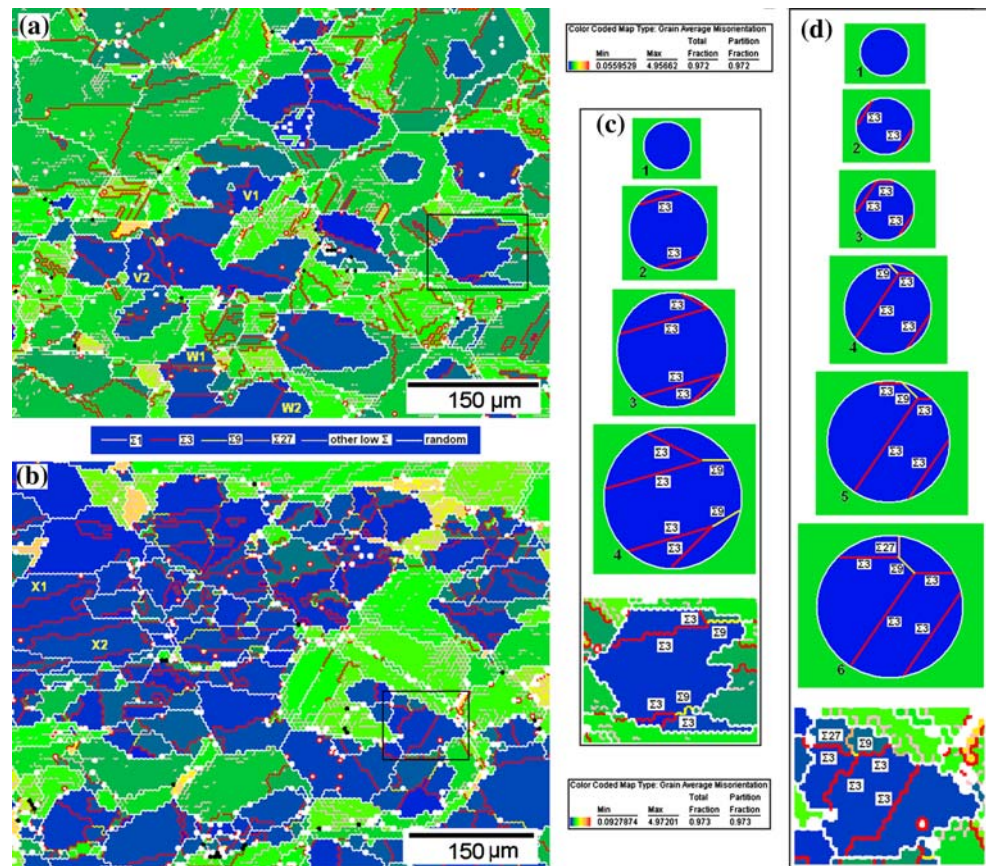 (a)
V1
V2
W1
W2
150 µm
Σ1 Σ3 Σ9 Σ27 other low Σ random
(b)
X1
X2
150 µm
Color Coded Map Type: Grain Average Misorientation
Total Partition
Min Max Fraction Fraction
0.0559529 4.95662 0.972 0.972
(c)
1
Σ3
Σ3
2
Σ3
Σ3
Σ3
Σ3
3
Σ3
Σ9
Σ3
Σ9
Σ3
4
Σ3
Σ3
Σ9
Σ3
Σ9
Σ3
Σ3
Color Coded Map Type: Grain Average Misorientation
Total Partition
Min Max Fraction Fraction
0.0927874 4.97201 0.973 0.973
(d)
1
Σ3
Σ3
2
Σ3
Σ3
Σ3
3
Σ9
Σ3
Σ3
Σ3
4
Σ3
Σ9
Σ3
Σ3
Σ3
5
Σ27
Σ3
Σ9
Σ3
Σ3
Σ3
6
Σ27
Σ9
Σ3
Σ3
Σ3
Σ3